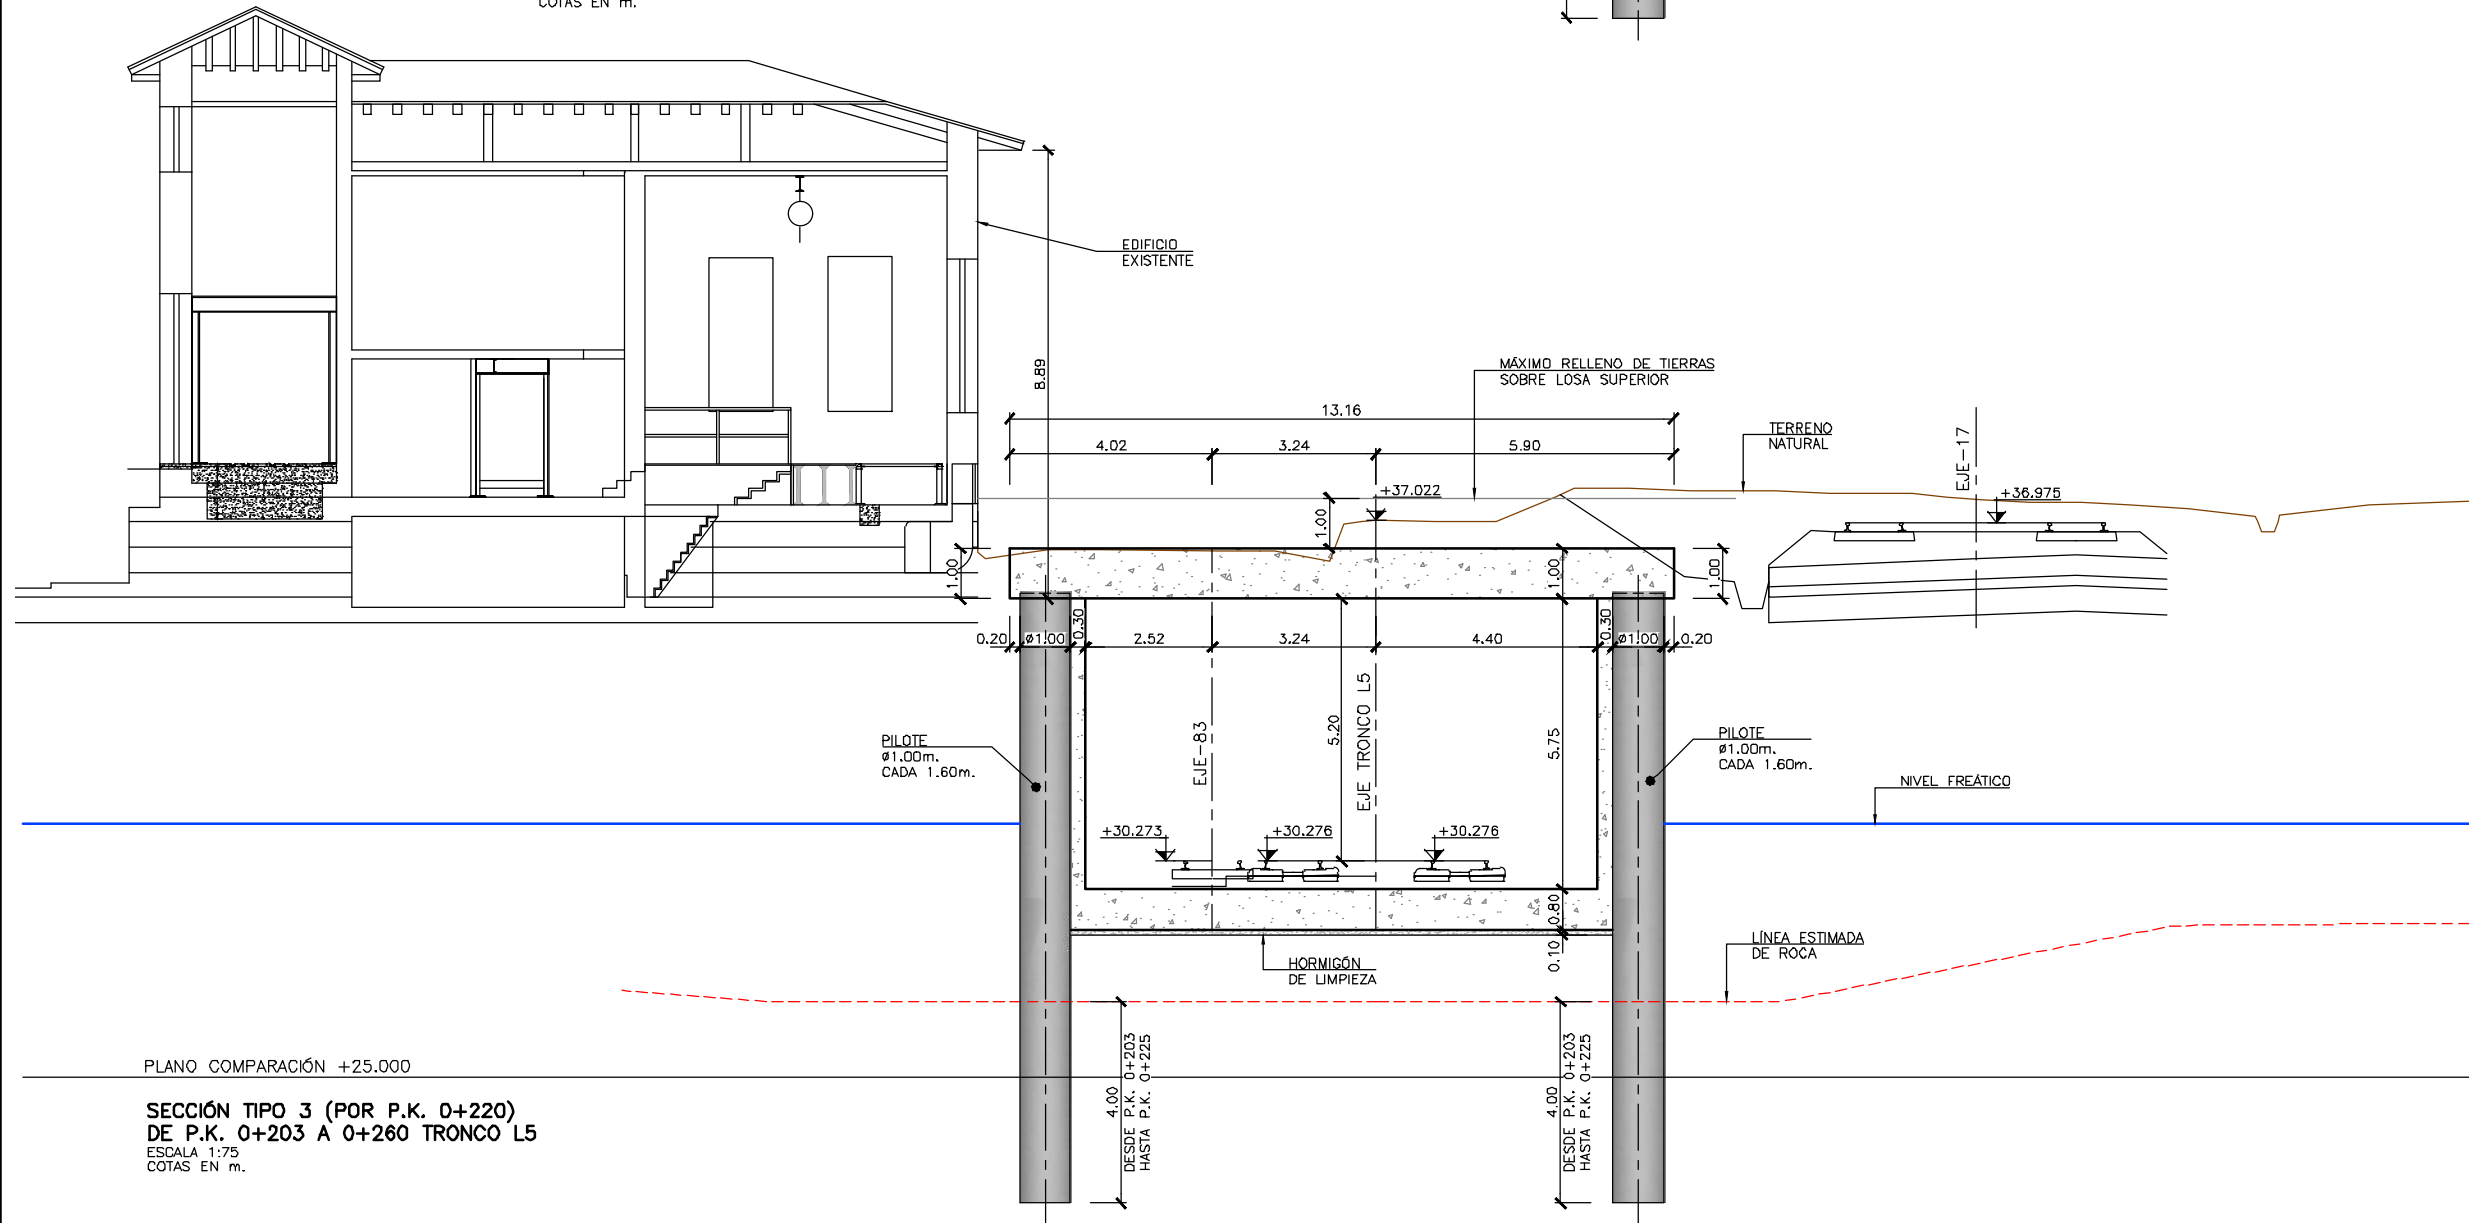 COTAS EN m.
EDIFICIO
EXISTENTE
8.89
MÁXIMO RELLENO DE TIERRAS
SOBRE LOSA SUPERIOR
13.16
4.02
3.24
5.90
TERRENO
NATURAL
EJE-17
+37.022
+36.975
1.00
1.00
1.00
1.00
0.20
ø1.00
0.30
2.52
3.24
4.40
0.30
ø1.00
0.20
EJE-83
5.20
EJE TRONCO L5
5.75
PILOTE
ø1.00m.
CADA 1.60m.
PILOTE
ø1.00m.
CADA 1.60m.
NIVEL FREÁTICO
+30.273
+30.276
+30.276
0.80
0.10
HORMIGÓN
DE LIMPIEZA
LÍNEA ESTIMADA
DE ROCA
4.00
DESDE P.K. 0+203
HASTA P.K. 0+225
4.00
DESDE P.K. 0+203
HASTA P.K. 0+225
PLANO COMPARACIÓN +25.000
SECCIÓN TIPO 3 (POR P.K. 0+220)
DE P.K. 0+203 A 0+260 TRONCO L5
ESCALA 1:75
COTAS EN m.